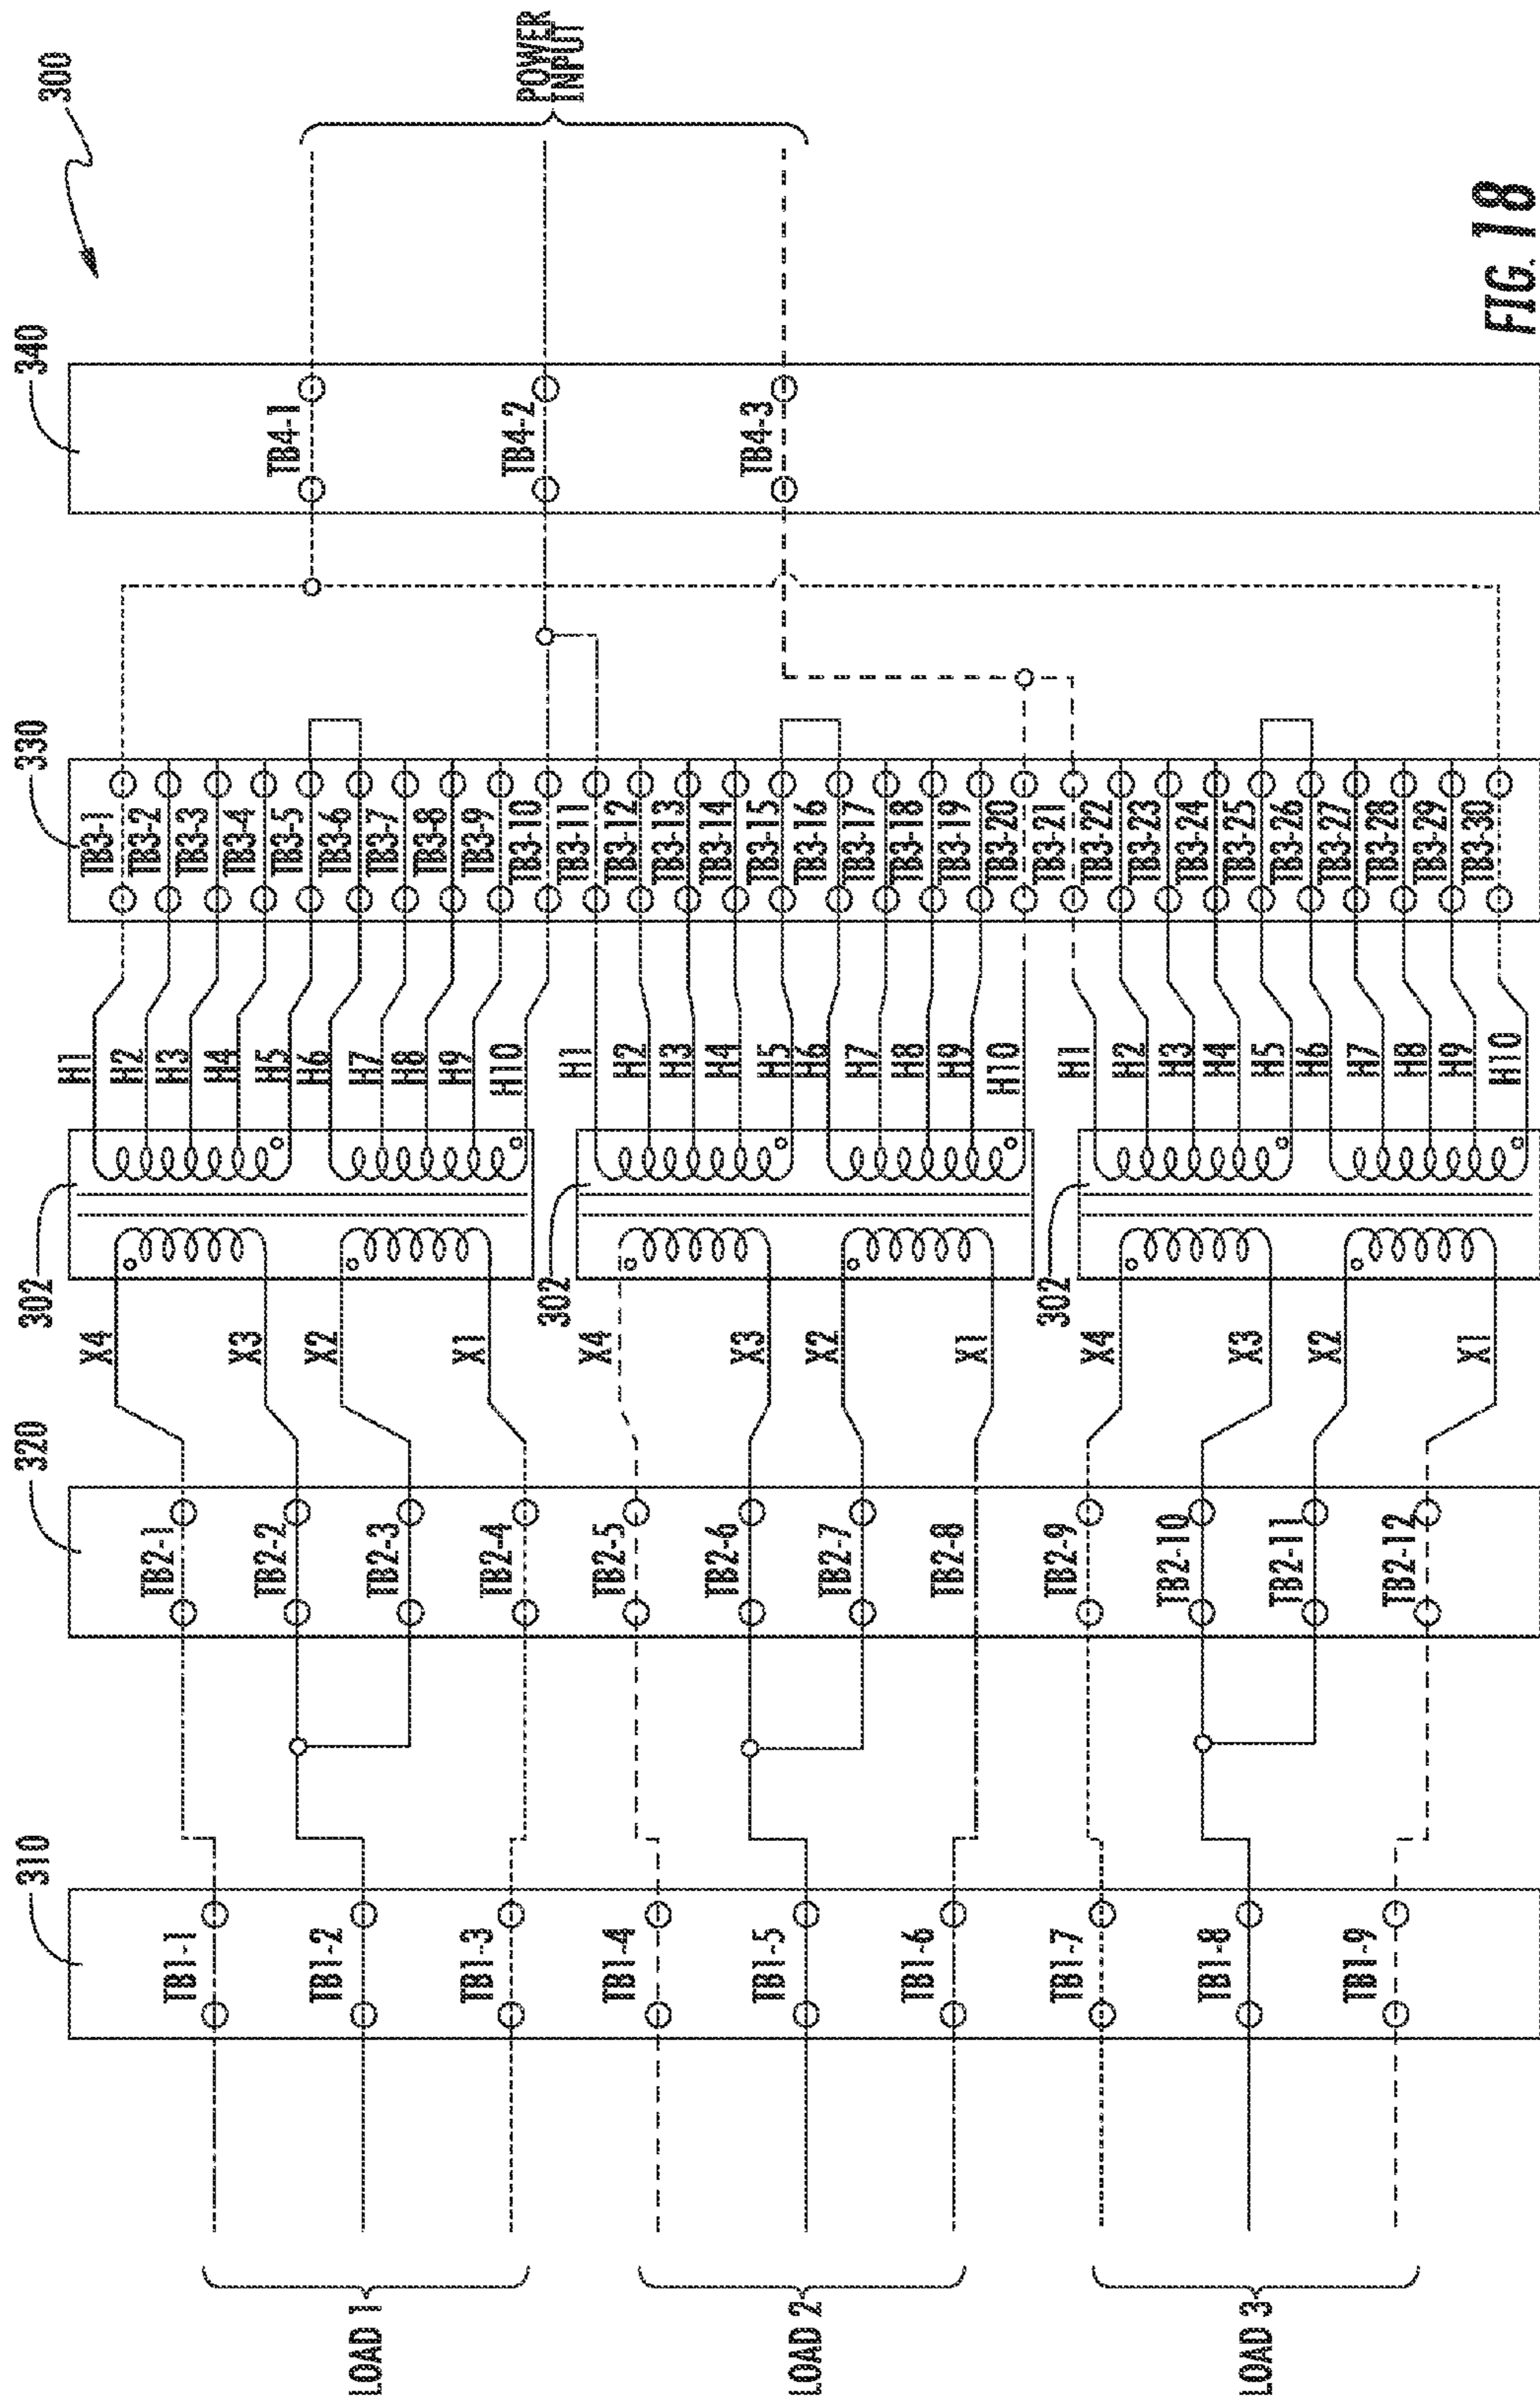 300
POWER
INPUT
340
TB4-1
TB4-2
TB4-3
330
TB3-1
TB3-2
TB3-3
TB3-4
TB3-5
TB3-6
TB3-7
TB3-8
TB3-9
TB3-10
TB3-11
TB3-12
TB3-13
TB3-14
TB3-15
TB3-16
TB3-17
TB3-18
TB3-19
TB3-20
TB3-21
TB3-22
TB3-23
TB3-24
TB3-25
TB3-26
TB3-27
TB3-28
TB3-29
TB3-30
H1
H2
H3
H4
H5
H6
H7
H8
H9
H10
H1
H2
H3
H4
H5
H6
H7
H8
H9
H10
H1
H2
H3
H4
H5
H6
H7
H8
H9
H10
302
302
302
X4
X3
X2
X1
X4
X3
X2
X1
X4
X3
X2
X1
320
TB2-1
TB2-2
TB2-3
TB2-4
TB2-5
TB2-6
TB2-7
TB2-8
TB2-9
TB2-10
TB2-11
TB2-12
310
TB1-1
TB1-2
TB1-3
TB1-4
TB1-5
TB1-6
TB1-7
TB1-8
TB1-9
LOAD 1
LOAD 2
LOAD 3
FIG. 18